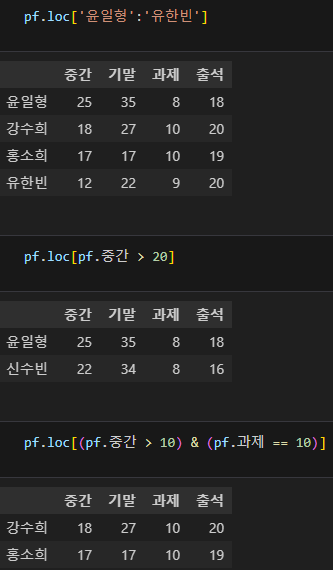 pf.loc['윤일형':'유한빈']
중간 기말 과제 출석
윤일형 25 35 8 18
강수희 18 27 10 20
홍소희 17 17 10 19
유한빈 12 22 9 20
pf.loc[pf.중간 > 20]
중간 기말 과제 출석
윤일형 25 35 8 18
신수빈 22 34 8 16
pf.loc[(pf.중간 > 10) & (pf.과제 == 10)]
중간 기말 과제 출석
강수희 18 27 10 20
홍소희 17 17 10 19